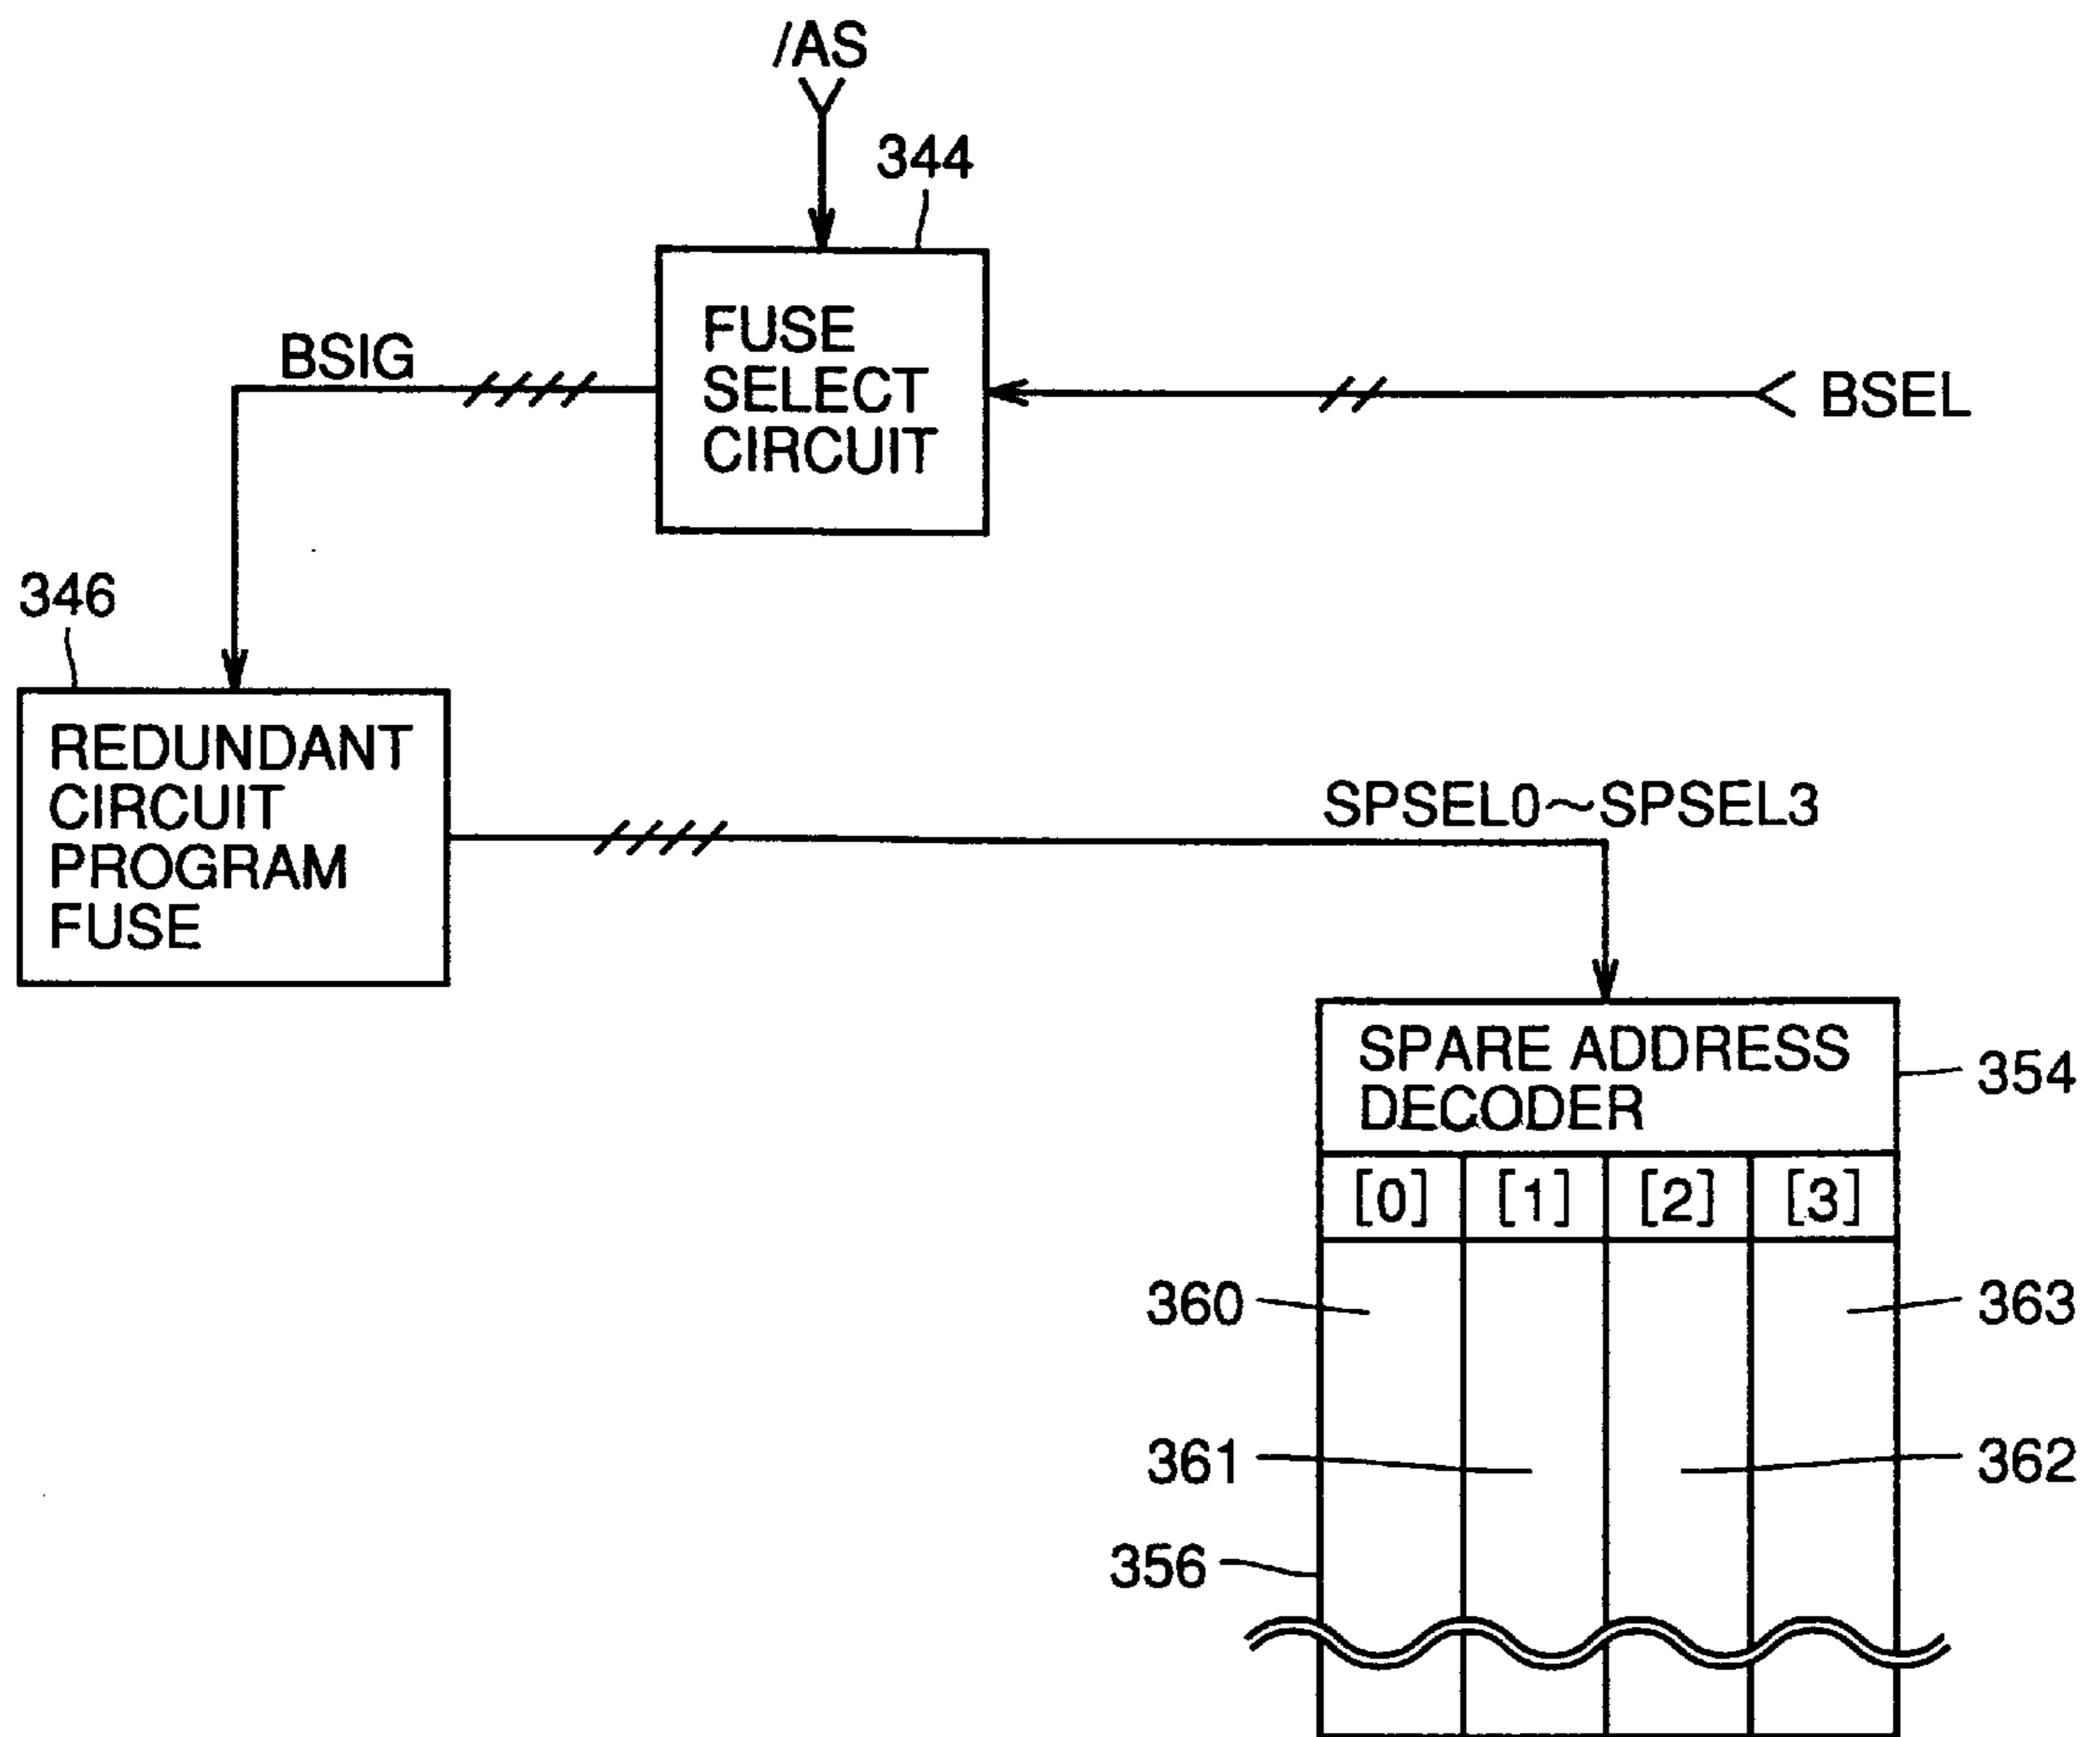 /AS
344
FUSE
SELECT
CIRCUIT
BSIG
BSEL
346
REDUNDANT
CIRCUIT
PROGRAM
FUSE
SPSEL0~SPSEL3
SPARE ADDRESS
DECODER
354
[0] [1] [2] [3]
360
363
361
362
356